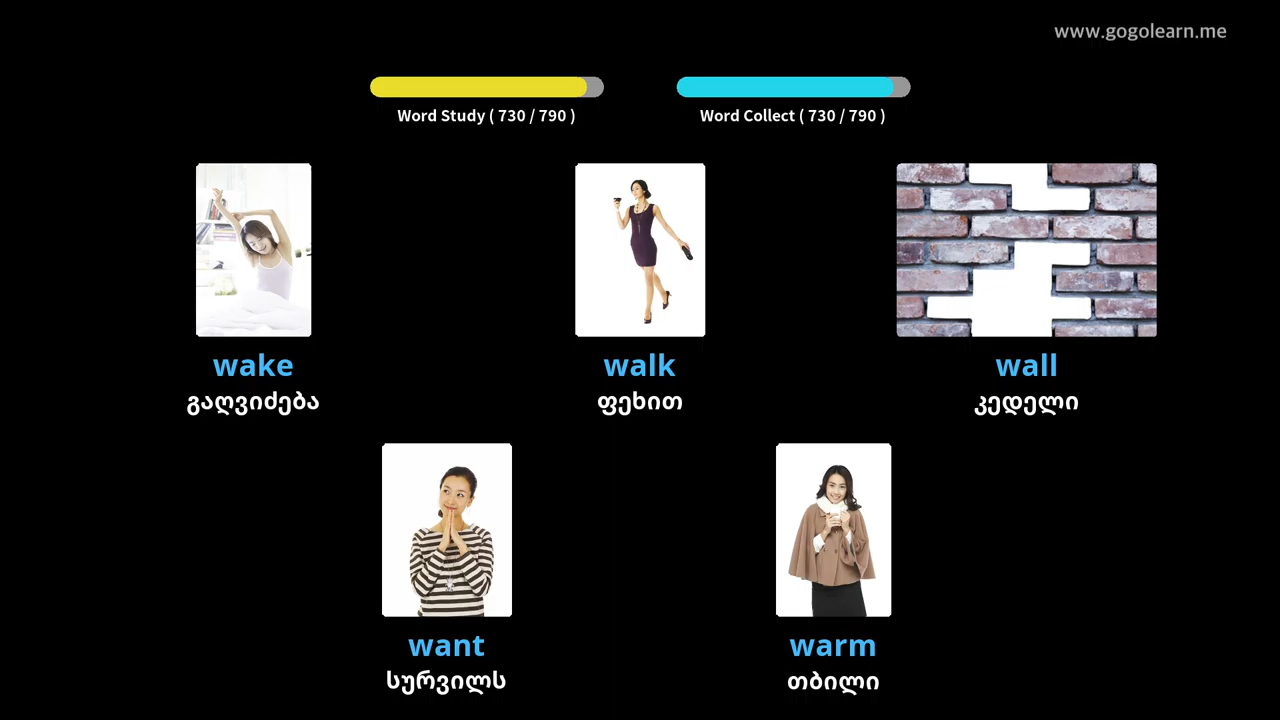 www.gogolearn.me
Word Study ( 730 / 790 )
Word Collect ( 730 / 790 )
wake
გაღვიძება
walk
ფეხით
wall
კედელი
want
სურვილს
warm
თბილი